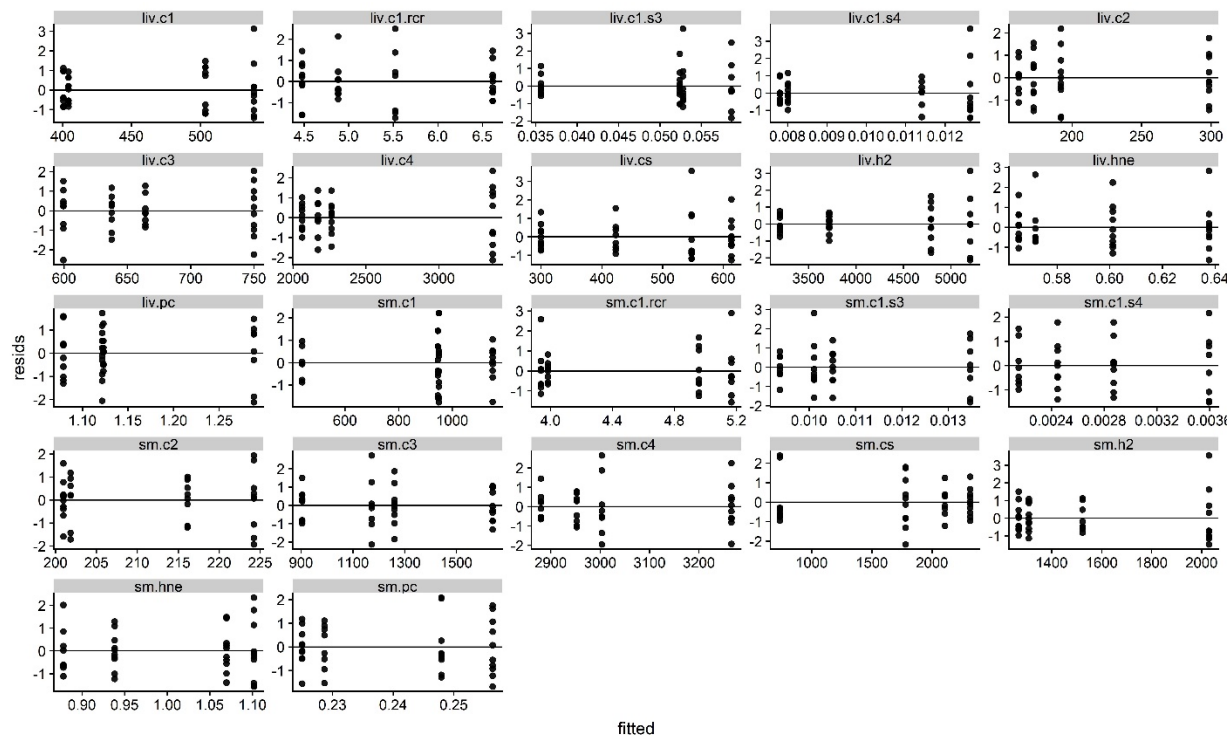 liv.c1 liv.c1.rcr liv.c1.s3 liv.c1.s4 liv.c2
3 2 1 0 -1
2 1 0 -1
3 2 1 0 -1 -2
3 2 1 0 -1
2 1 0 -1
400 450 500
4.5 5.0 5.5 6.0 6.5
0.035 0.040 0.045 0.050 0.055
0.008 0.009 0.010 0.011 0.012
200 250 300
liv.c3 liv.c4 liv.cs liv.h2 liv.hne
2 1 0 -1 -2
2 1 0 -1 -2
3 2 1 0 -1
3 2 1 0 -1 -2
3 2 1 0 -1
600 650 700 750
2000 2500 3000
300 400 500 600
3500 4000 4500 5000
0.58 0.60 0.62 0.64
liv.pc sm.c1 sm.c1.rcr sm.c1.s3 sm.c1.s4
1 0 -1 -2
2 1 0 -1
3 2 1 0 -1
3 2 1 0 -1
2 1 0 -1
1.10 1.15 1.20 1.25
600 800 1000
4.0 4.4 4.8 5.2
0.010 0.011 0.012 0.013
0.0024 0.0028 0.0032 0.0036
resids
sm.c2 sm.c3 sm.c4 sm.cs sm.h2
2 1 0 -1 -2
2 1 0 -1 -2
2 1 0 -1 -2
2 1 0 -1 -2
3 2 1 0 -1
200 205 210 215 220 225
900 1100 1300 1500
2900 3000 3100 3200
1000 1500 2000
1400 1600 1800 2000
sm.hne sm.pc
2 1 0 -1
2 1 0 -1
0.90 0.95 1.00 1.05 1.10
0.23 0.24 0.25
fitted